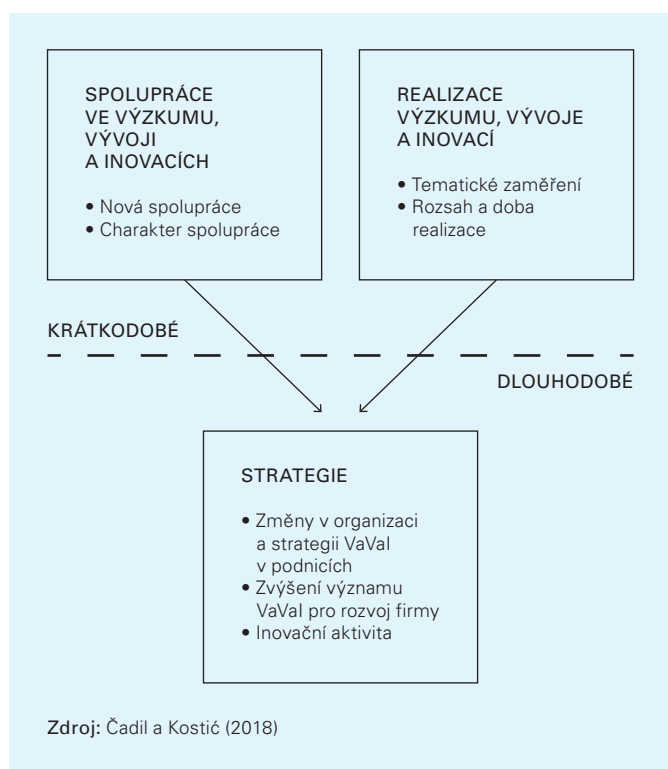 SPOLUPRÁCE
VE VÝZKUMU,
VÝVOJI
A INOVACÍCH
• Nová spolupráce
• Charakter spolupráce
REALIZACE
VÝZKUMU, VÝVOJE
A INOVACÍ
• Tematické zaměření
• Rozsah a doba
realizace
KRÁTKODOBÉ
DLOUHODOBÉ
STRATEGIE
• Změny v organizaci
a strategii VaVaI
v podnicích
• Zvýšení významu
VaVaI pro rozvoj firmy
• Inovační aktivita
Zdroj: Čadil a Kostić (2018)